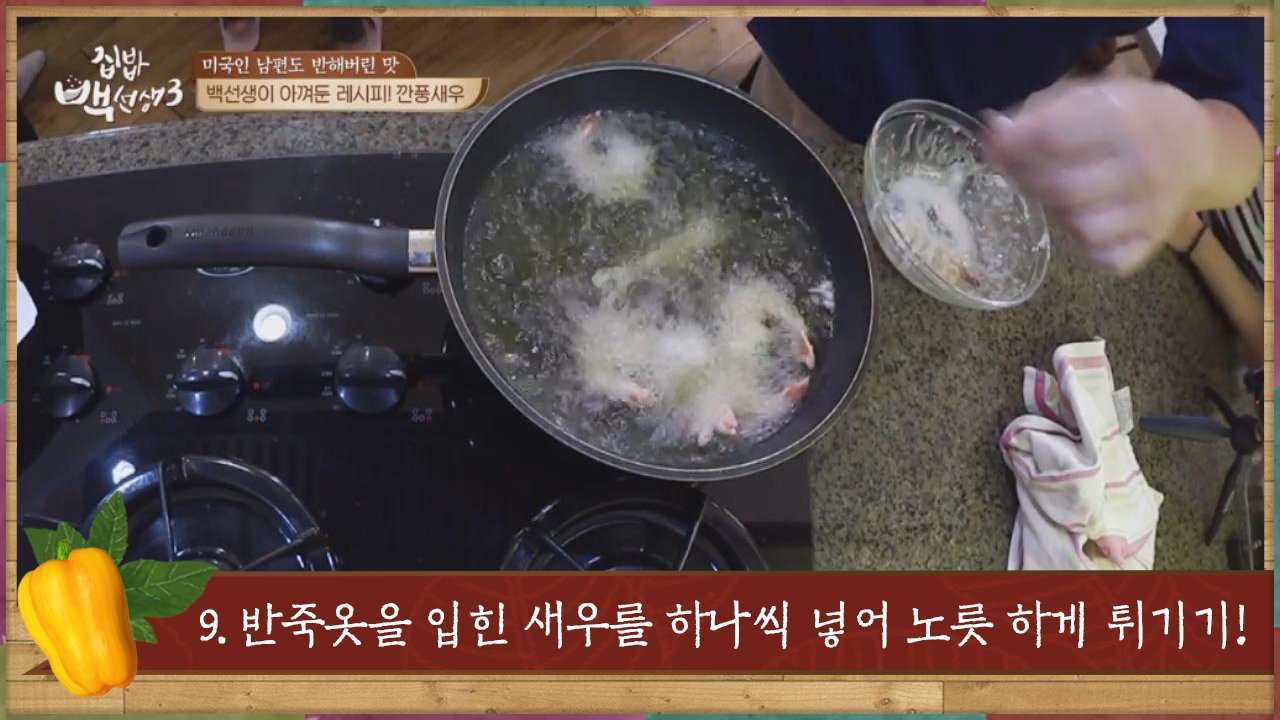 집밥
백선생3
미국인 남편도 반해버린 맛
백선생이 아껴둔 레시피! 깐풍새우
9. 반죽옷을 입힌 새우를 하나씩 넣어 노릇 하게 튀기기!